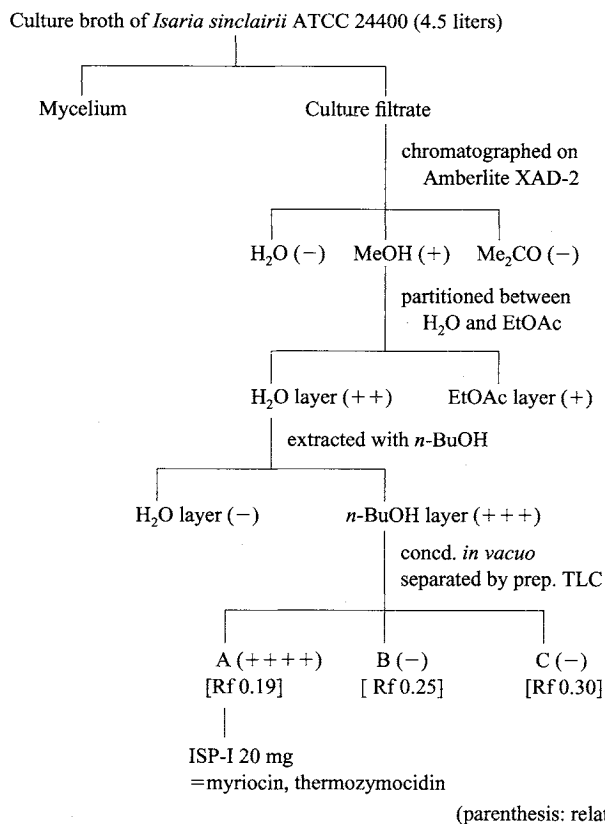 Culture broth of Isaria sinclairii ATCC 24400 (4.5 liters)
Mycelium Culture filtrate
chromatographed on
Amberlite XAD-2
H₂O (−) MeOH (+) Me₂CO (−)
partitioned between
H₂O and EtOAc
H₂O layer (++) EtOAc layer (+)
extracted with n-BuOH
H₂O layer (−) n-BuOH layer (+++)
concd. in vacuo
separated by prep. TLC
A (++++) B (−) C (−)
[Rf 0.19] [ Rf 0.25] [Rf 0.30]
ISP-I 20 mg
=myriocin, thermozymocidin
(parenthesis: relat